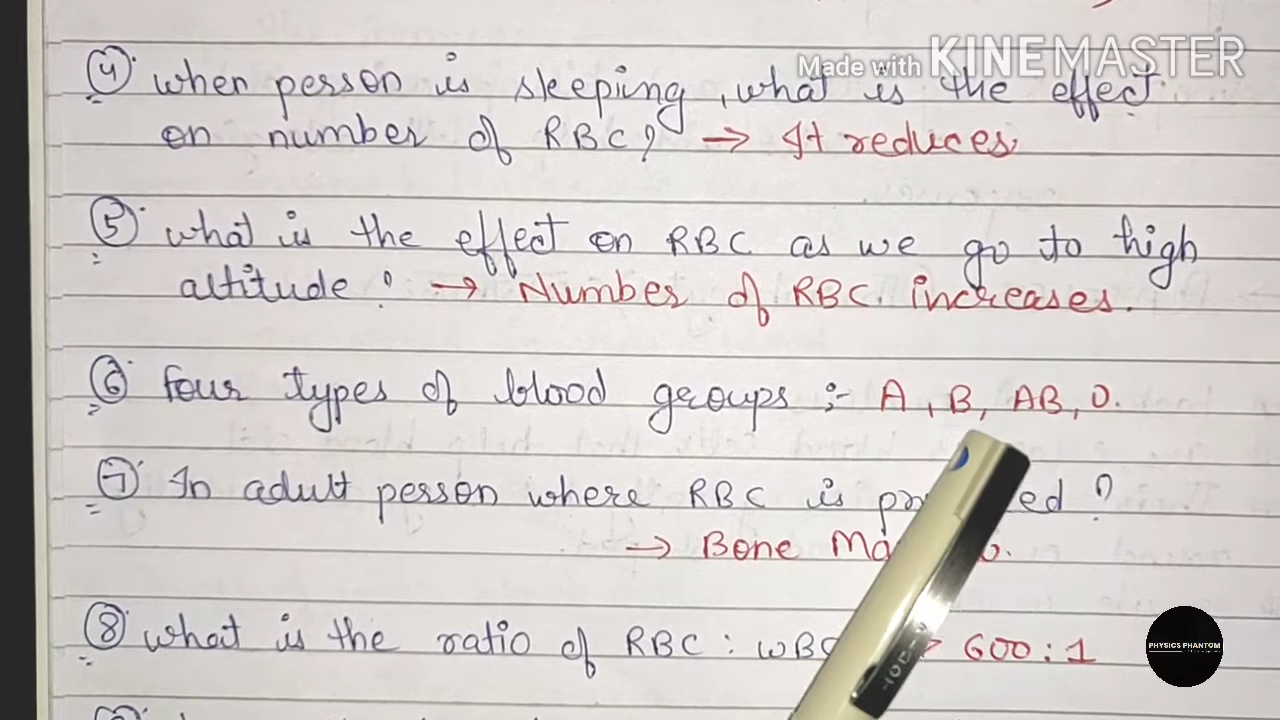 Made with KINEMASTER
④ when person is sleeping, what is the effect
on number of RBC? → It reduces
⑤ what is the effect on RBC as we go to high
altitude? → Number of RBC increases.
⑥ four types of blood groups :- A, B, AB, O.
⑦ In adult person where RBC is
→ Bone
⑧ what is the ratio of RBC : 600 : 1
PHYSICS PHANTOM